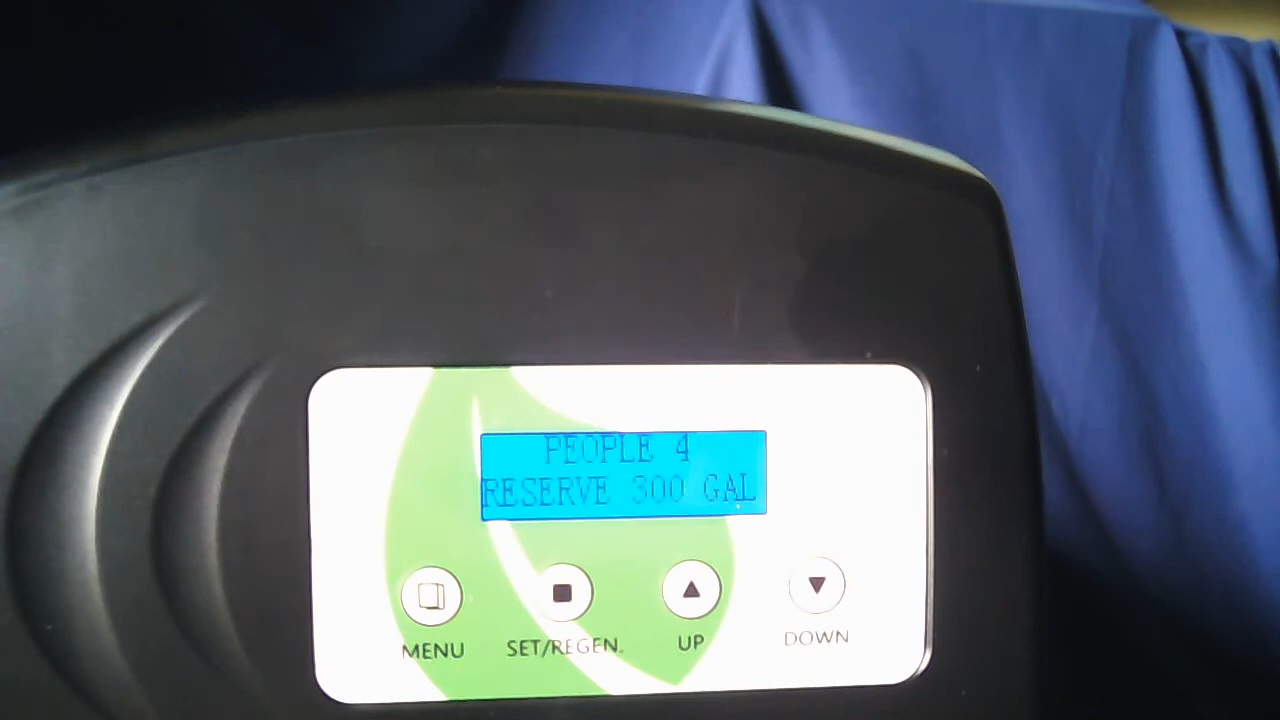 PEOPLE 4
RESERVE 300 GAL
MENU
SET/REGEN.
UP
DOWN